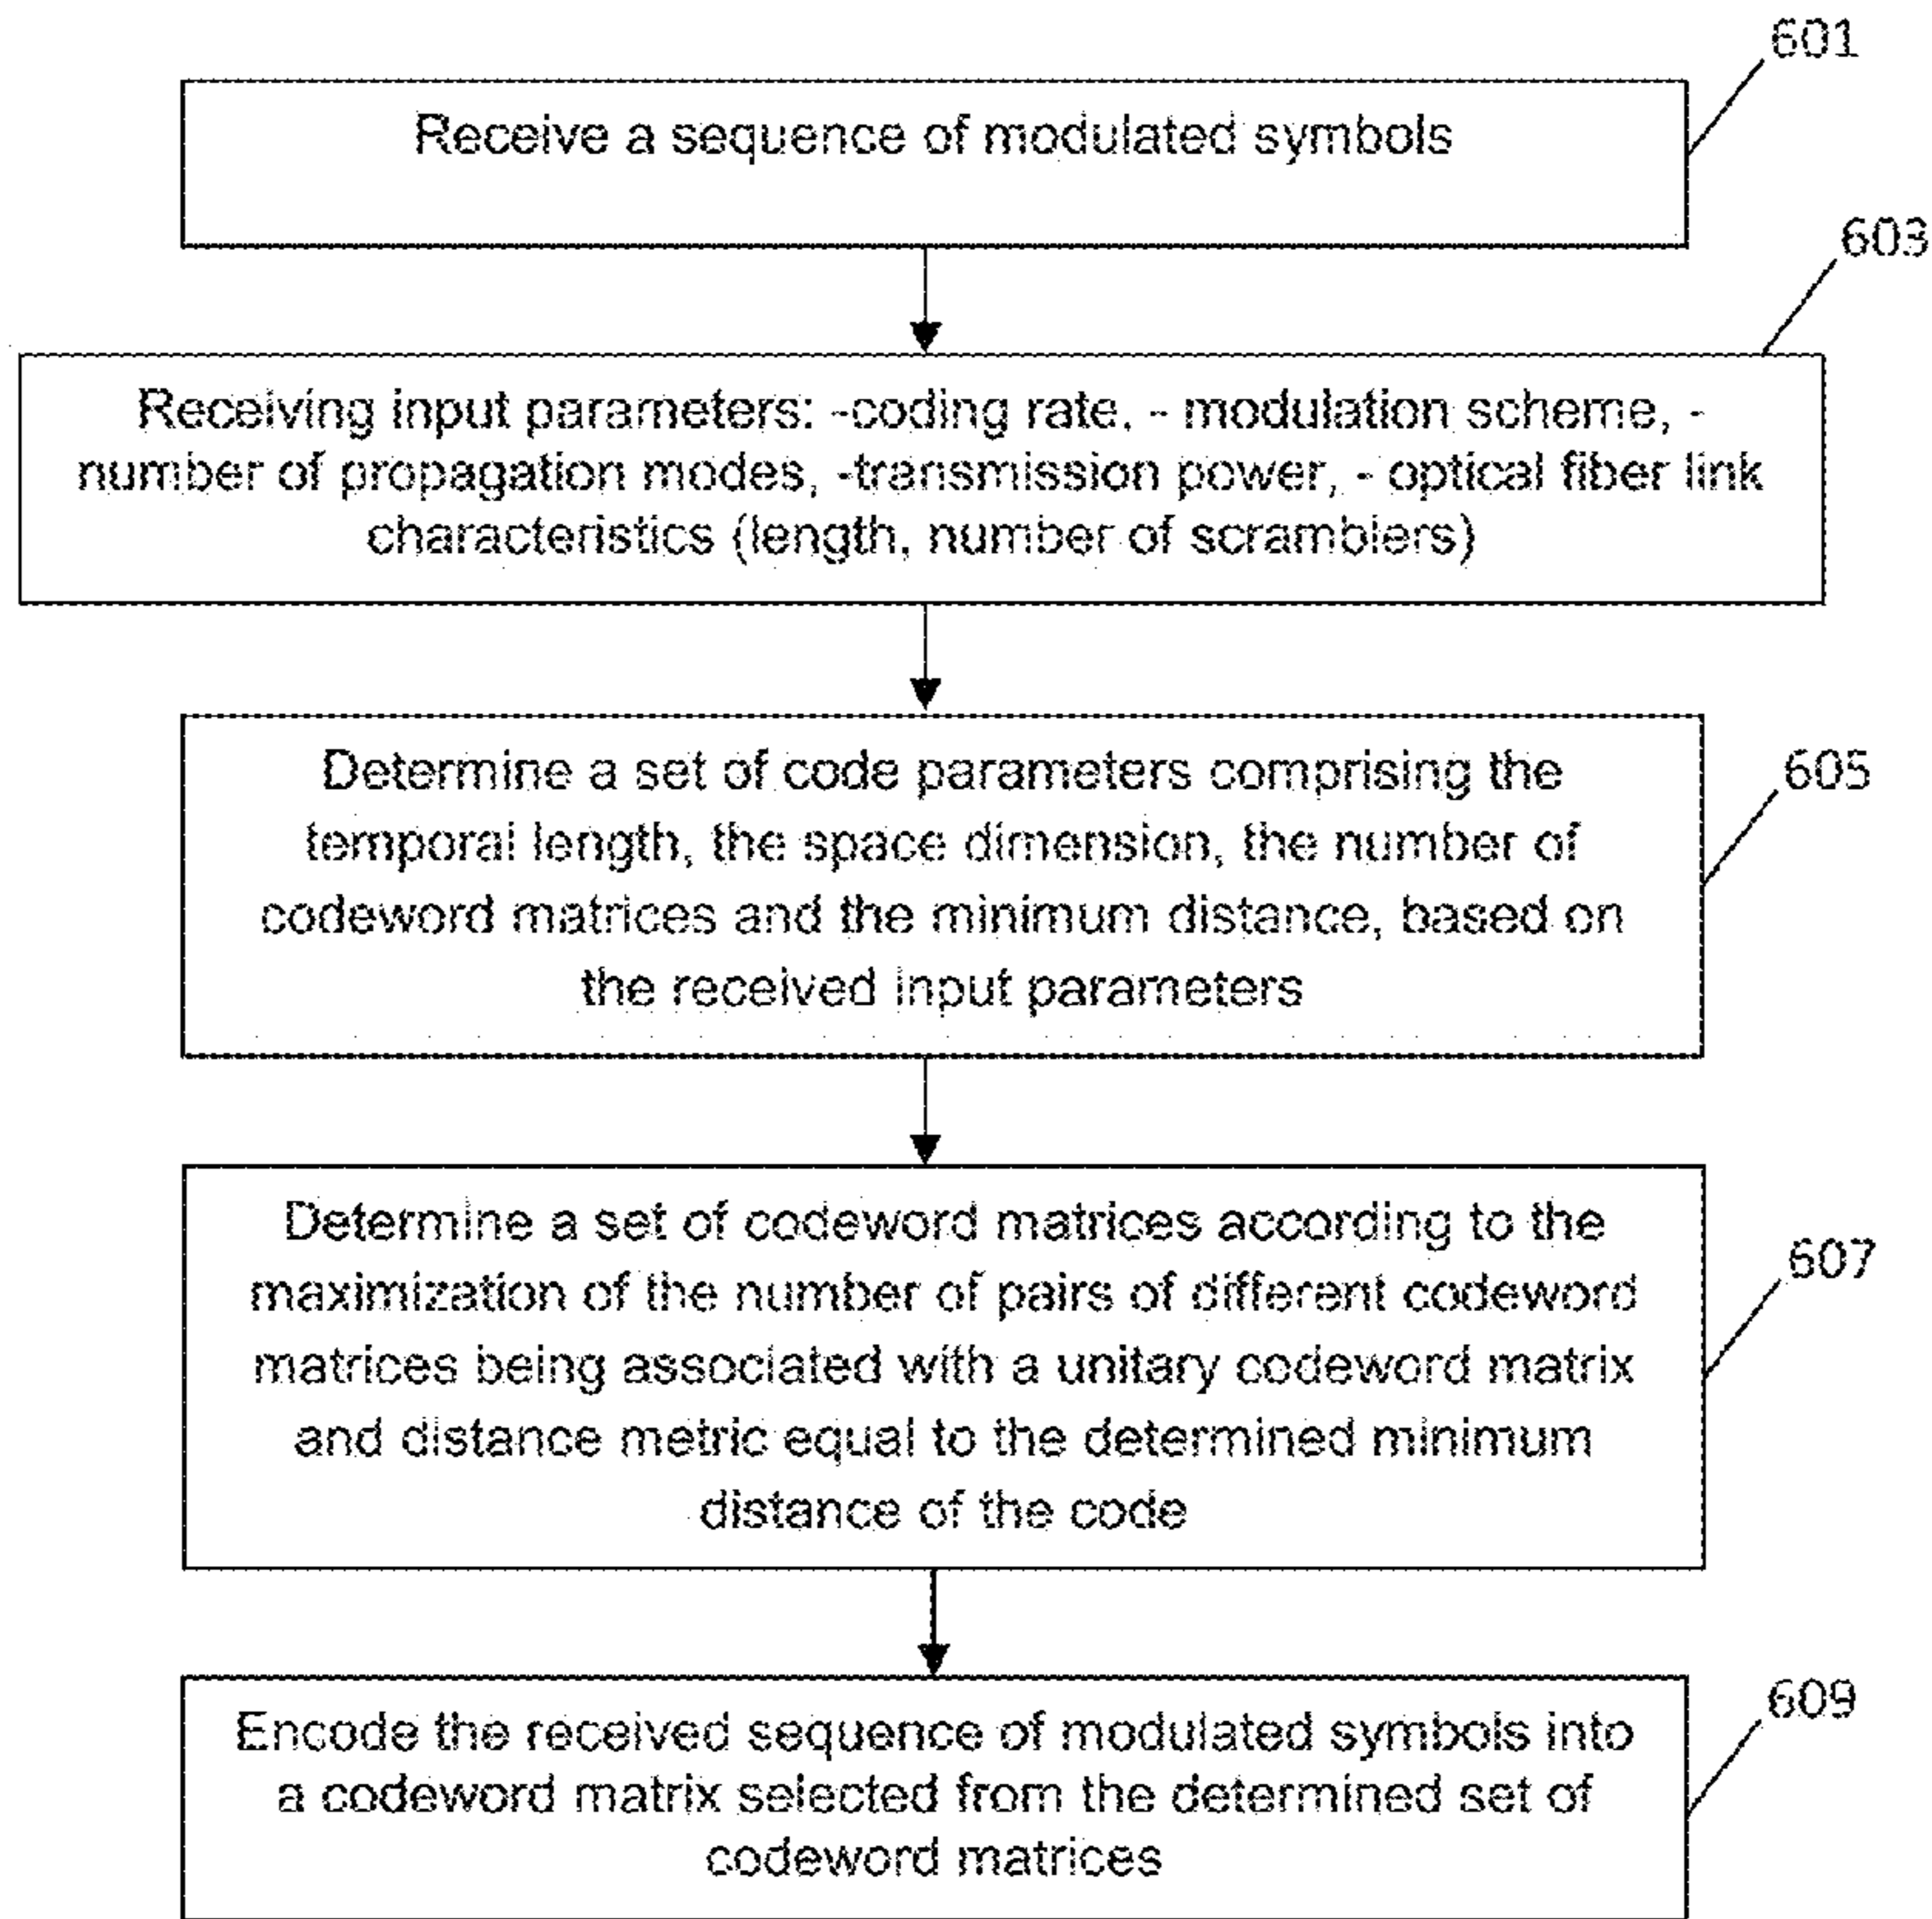 601
Receive a sequence of modulated symbols
603
Receiving input parameters: -coding rate, - modulation scheme, -
number of propagation modes, -transmission power, - optical fiber link
characteristics (length, number of scramblers)
605
Determine a set of code parameters comprising the
temporal length, the space dimension, the number of
codeword matrices and the minimum distance, based on
the received input parameters
607
Determine a set of codeword matrices according to the
maximization of the number of pairs of different codeword
matrices being associated with a unitary codeword matrix
and distance metric equal to the determined minimum
distance of the code
609
Encode the received sequence of modulated symbols into
a codeword matrix selected from the determined set of
codeword matrices